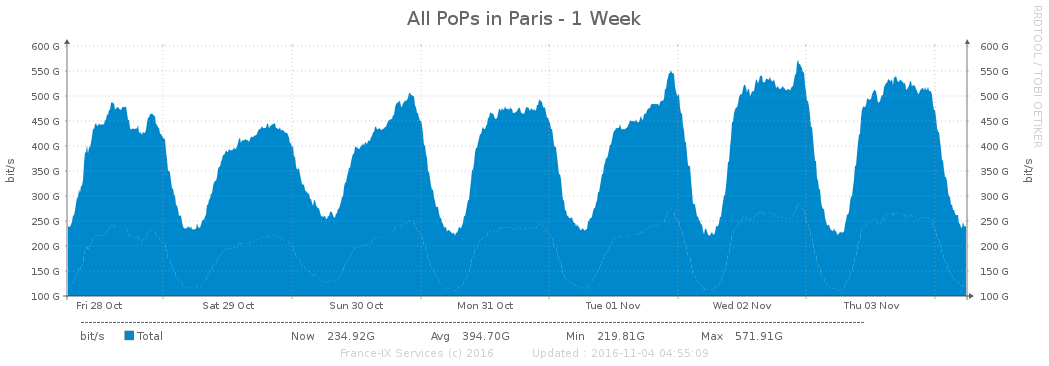 All PoPs in Paris - 1 Week
RRDTOOL / TOBI OETIKER
600 G 600 G
550 G 550 G
500 G 500 G
450 G 450 G
400 G 400 G
350 G 350 G
300 G 300 G
250 G 250 G
200 G 200 G
150 G 150 G
100 G 100 G
bit/s bit/s
Fri 28 Oct Sat 29 Oct Sun 30 Oct Mon 31 Oct Tue 01 Nov Wed 02 Nov Thu 03 Nov
bit/s Total Now 234.92G Avg 394.70G Min 219.81G Max 571.91G
France-IX Services (c) 2016 Updated : 2016-11-04 04:55:09